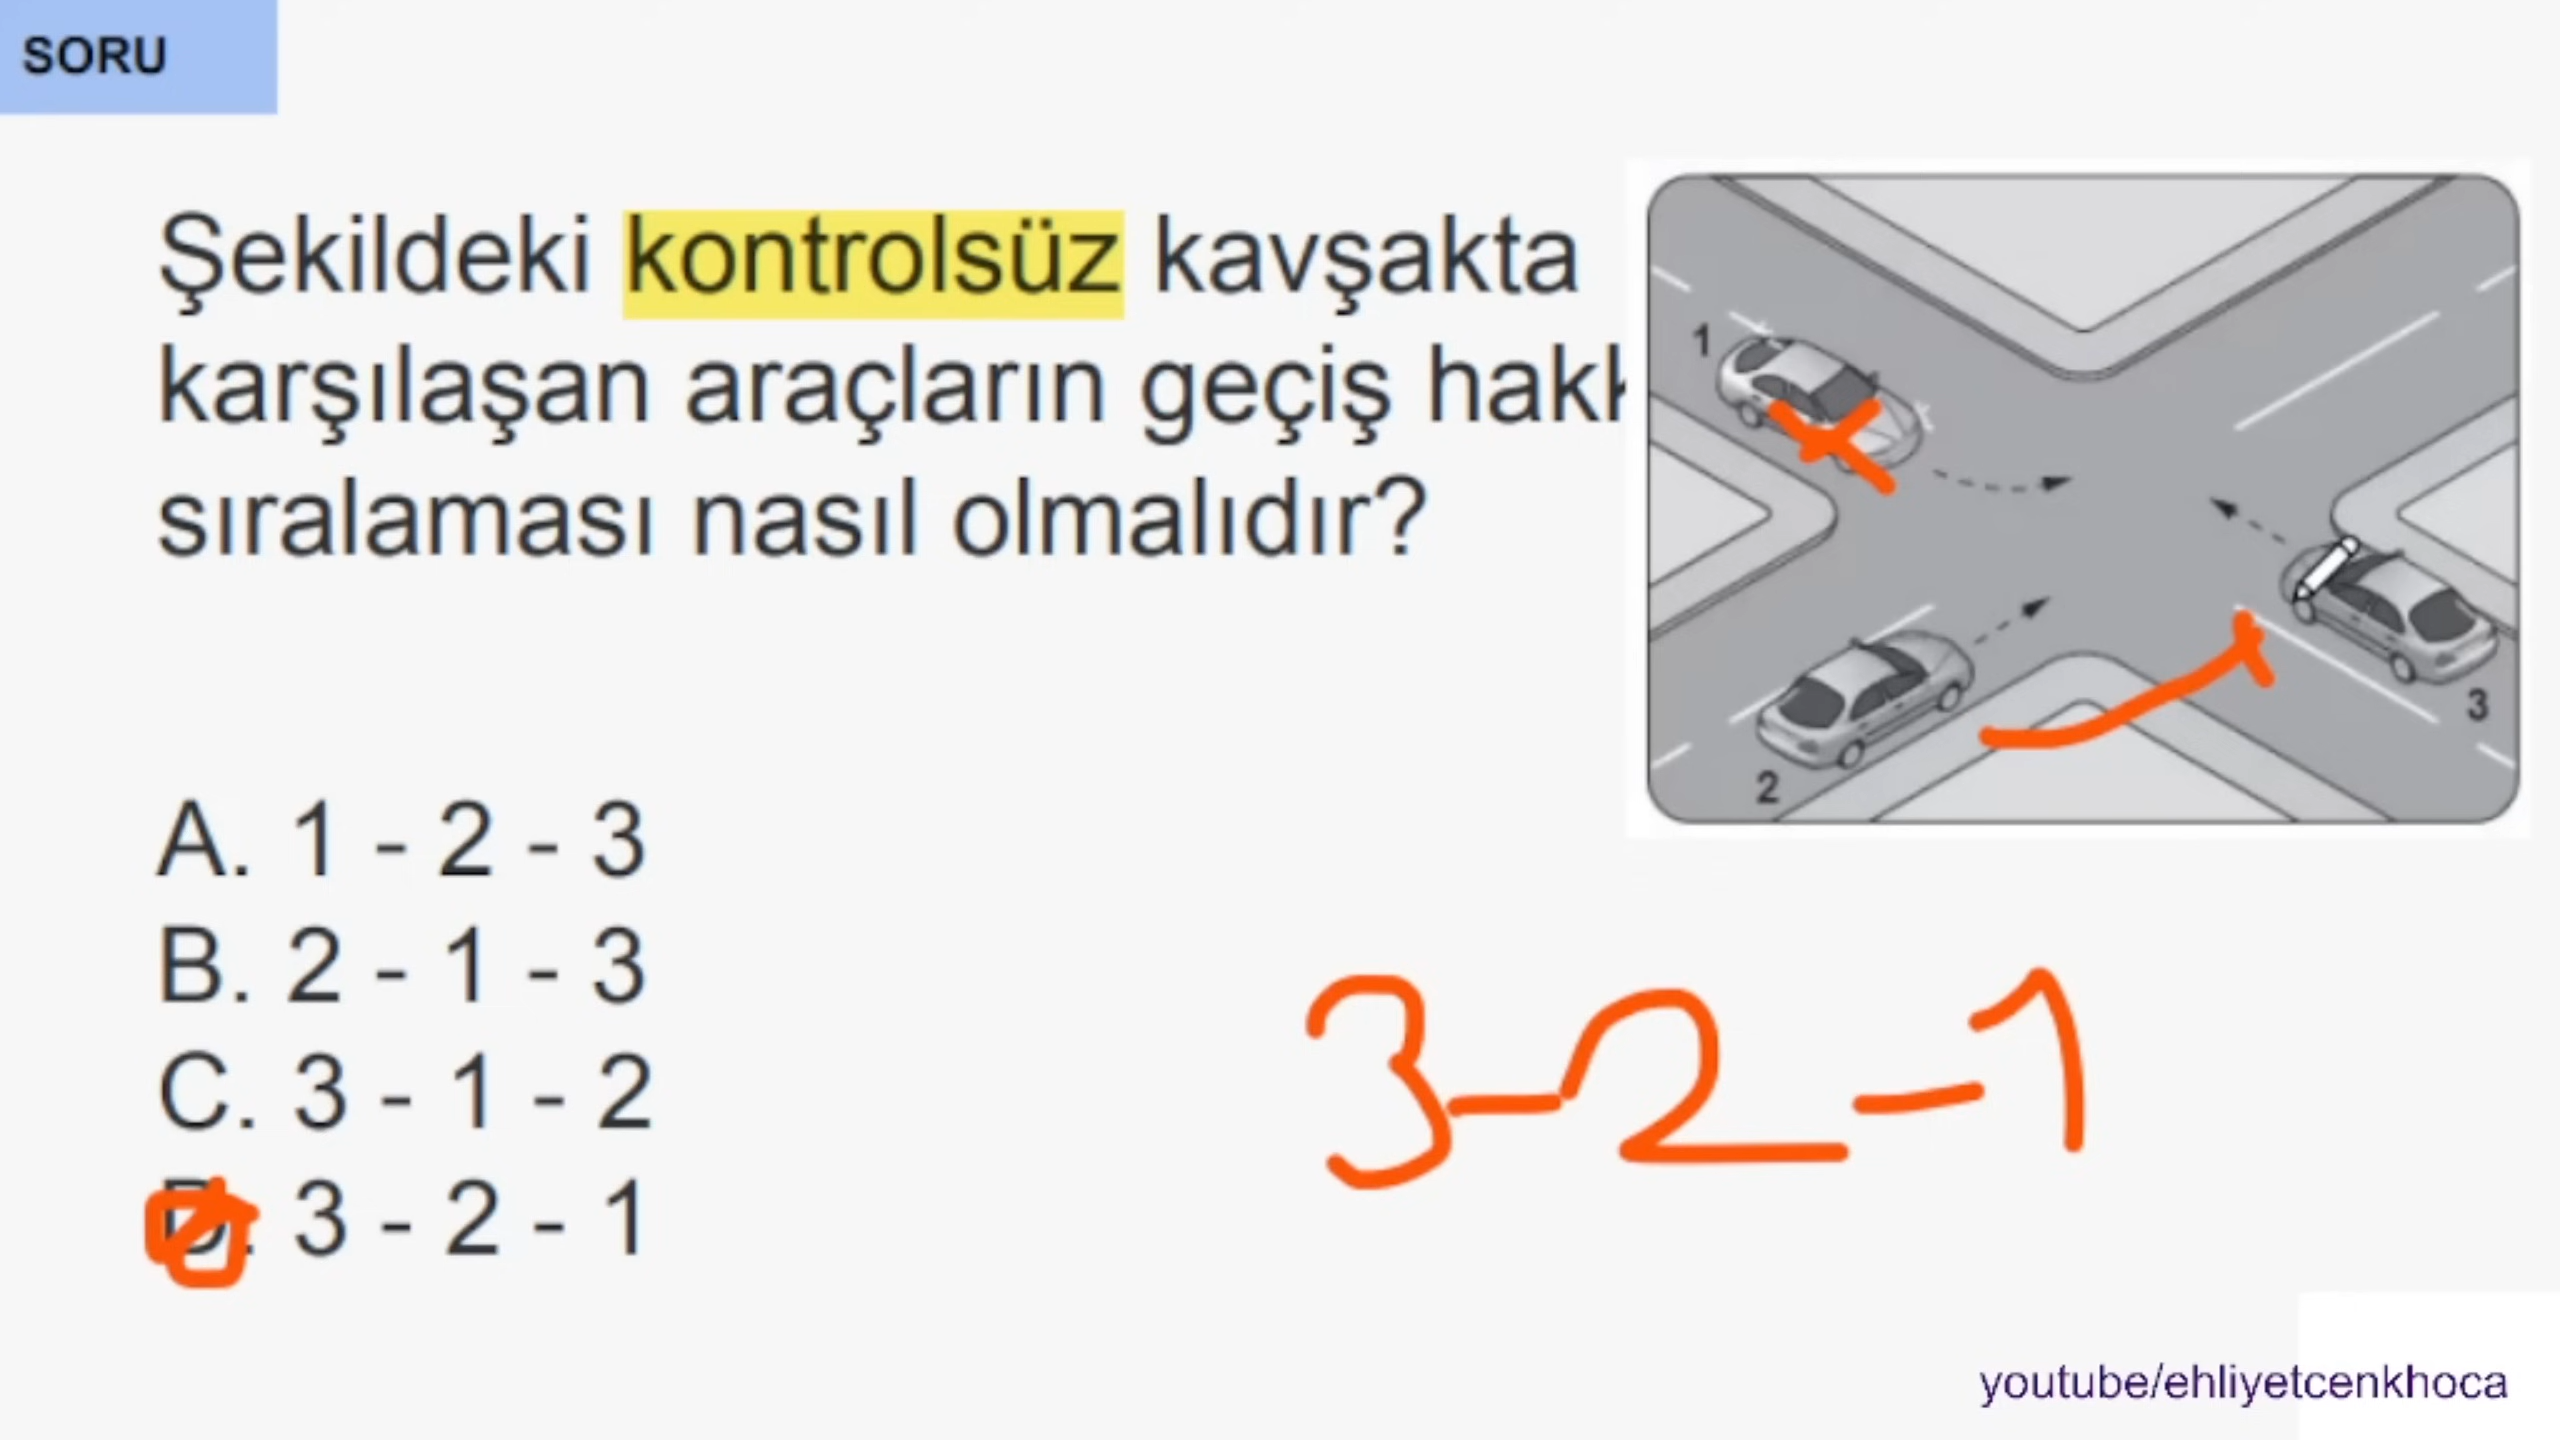 SORU
Şekildeki kontrolsüz kavşakta
karşılaşan araçların geçiş hakk
sıralaması nasıl olmalıdır?
1
2
3
A. 1 - 2 - 3
B. 2 - 1 - 3
C. 3 - 1 - 2
D. 3 - 2 - 1
3-2-1
youtube/ehliyetcenkhoca